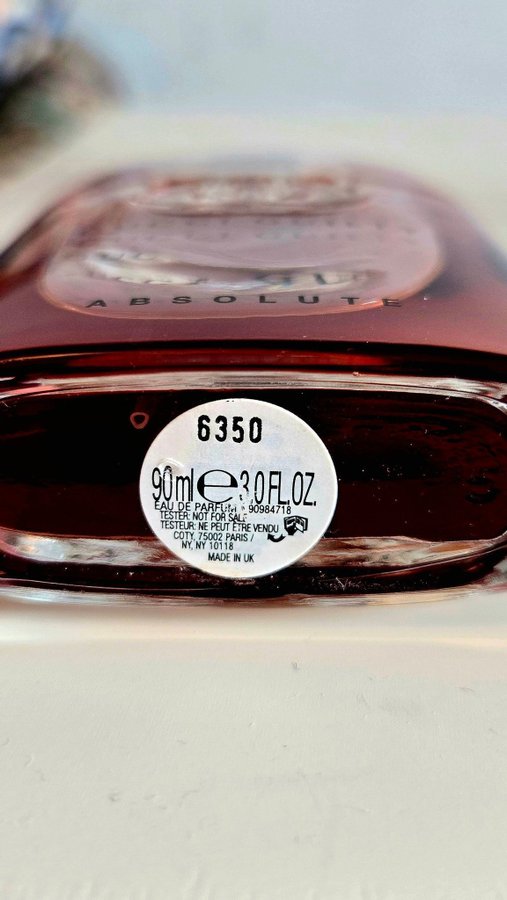 ABSOLUTE
6350
90ml e 3.0 FL.OZ.
EAU DE PARFUM 90984718
TESTER: NOT FOR SALE
TESTEUR: NE PEUT ÊTRE VENDU
COTY, 75002 PARIS /
NY, NY 10118
MADE IN UK